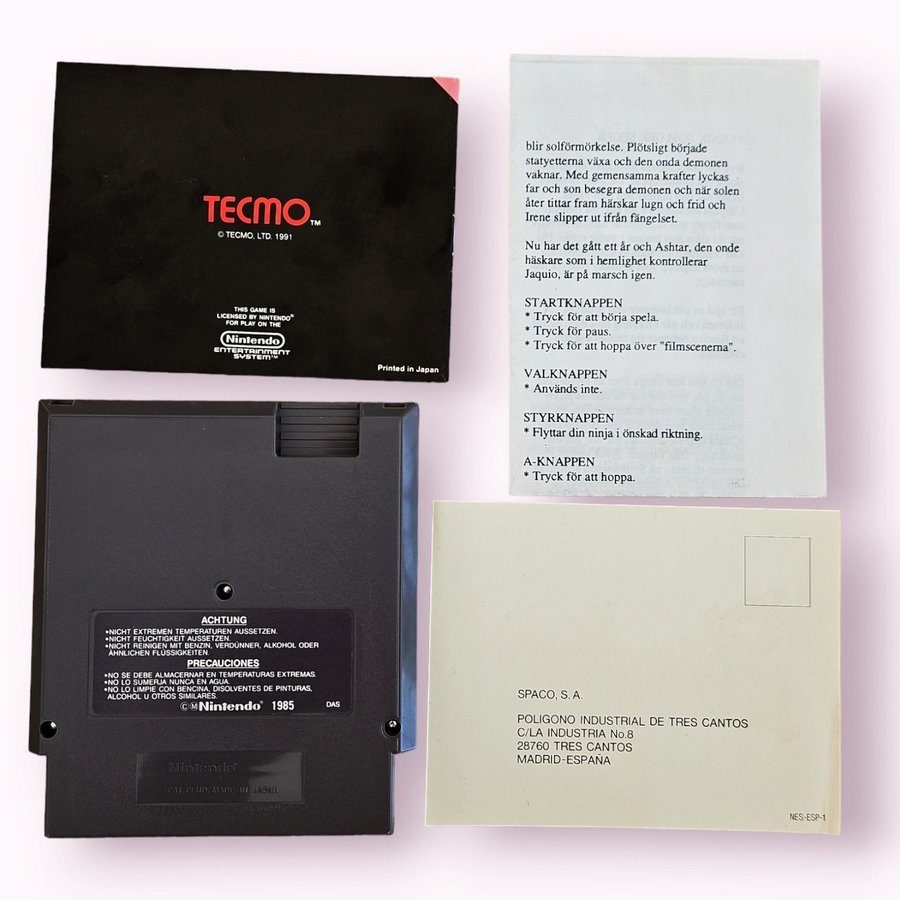 TECMO™
© TECMO, LTD. 1991
THIS GAME IS
LICENSED BY NINTENDO®
FOR PLAY ON THE
Nintendo®
ENTERTAINMENT
SYSTEM™
Printed in Japan
blir solförmörkelse. Plötsligt började
statyetterna växa och den onda demonen
vaknar. Med gemensamma krafter lyckas
far och son besegra demonen och när solen
åter tittar fram härskar lugn och frid och
Irene slipper ut ifrån fängelset.
Nu har det gått ett år och Ashtar, den onde
häskare som i hemlighet kontrollerar
Jaquio, är på marsch igen.
STARTKNAPPEN
* Tryck för att börja spela.
* Tryck för paus.
* Tryck för att hoppa över "filmscenerna".
VALKNAPPEN
* Används inte.
STYRKNAPPEN
* Flyttar din ninja i önskad riktning.
A-KNAPPEN
* Tryck för att hoppa.
ACHTUNG
•NICHT EXTREMEN TEMPERATUREN AUSSETZEN.
•NICHT FEUCHTIGKEIT AUSSETZEN.
•NICHT REINIGEN MIT BENZIN, VERDÜNNER, ALKOHOL ODER
ÄHNLICHEN FLÜSSIGKEITEN.
PRECAUCIONES
•NO SE DEBE ALMACERNAR EN TEMPERATURAS EXTREMAS.
•NO LO SUMERJA NUNCA EN AGUA.
•NO LO LIMPIE CON BENCINA, DISOLVENTES DE PINTURAS,
ALCOHOL U OTROS SIMILARES.
©ⓂNintendo® 1985 DAS
Nintendo®
PAT. PEND. MADE IN JAPAN
SPACO, S. A.
POLIGONO INDUSTRIAL DE TRES CANTOS
C/LA INDUSTRIA No.8
28760 TRES CANTOS
MADRID-ESPAÑA
NES-ESP-1